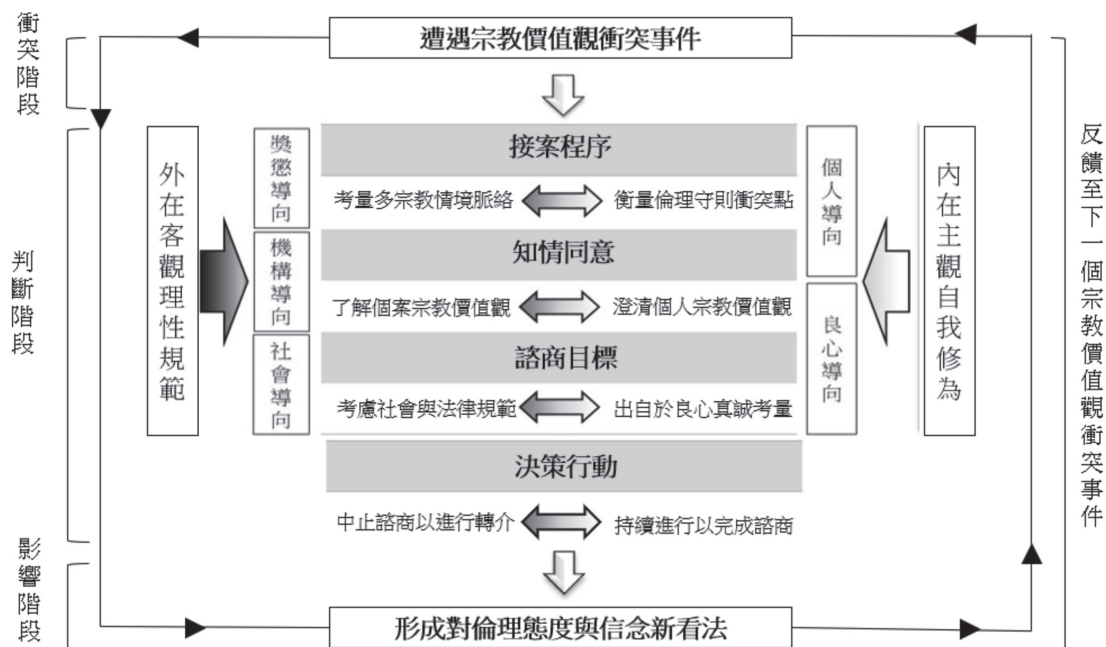 衝突階段
遭遇宗教價值觀衝突事件
判斷階段
外在客觀理性規範
獎懲導向
機構導向
社會導向
接案程序
考量多宗教情境脈絡
衡量倫理守則衝突點
知情同意
了解個案宗教價值觀
澄清個人宗教價值觀
諮商目標
考慮社會與法律規範
出自於良心真誠考量
決策行動
中止諮商以進行轉介
持續進行以完成諮商
個人導向
良心導向
內在主觀自我修為
反饋至下一個宗教價值觀衝突事件
影響階段
形成對倫理態度與信念新看法